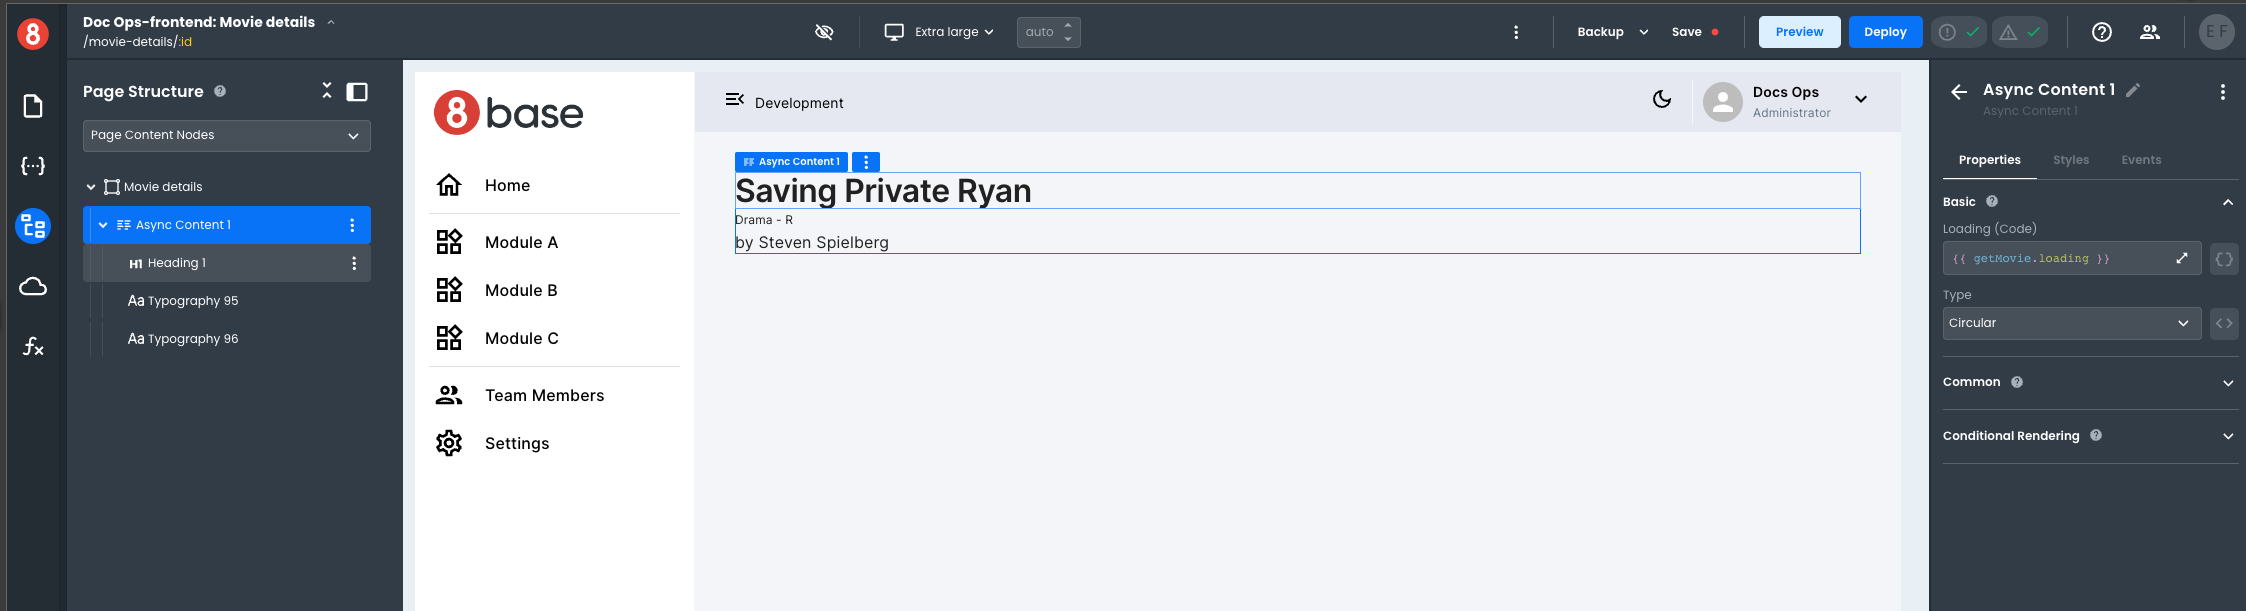 8
Doc Ops-frontend: Movie details
/movie-details/:id
Extra large
auto
Backup
Save
Preview
Deploy
E F
Page Structure
Page Content Nodes
Movie details
Async Content 1
H1 Heading 1
Aa Typography 95
Aa Typography 96
8 base
Home
Module A
Module B
Module C
Team Members
Settings
Development
Docs Ops
Administrator
Async Content 1
Saving Private Ryan
Drama - R
by Steven Spielberg
Async Content 1
Async Content 1
Properties
Styles
Events
Basic
Loading (Code)
{{ getMovie.loading }}
Type
Circular
Common
Conditional Rendering